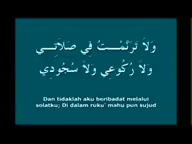 وَلَا تَرَنَّمْتُ فِي صَلَاتِي
وَلَا رُكُوعِي وَلَا سُجُودِي
Dan tidaklah aku beribadat melalui
solatku; Di dalam ruku` mahu pun sujud